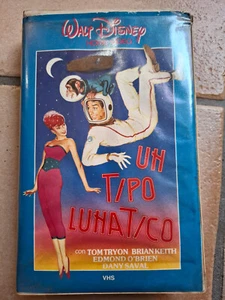 WALT DISNEY
UN
TIPO
LUNATICO
con TOM TRYON BRIAN KEITH
EDMOND O'BRIEN
DANY SAVAL
VHS